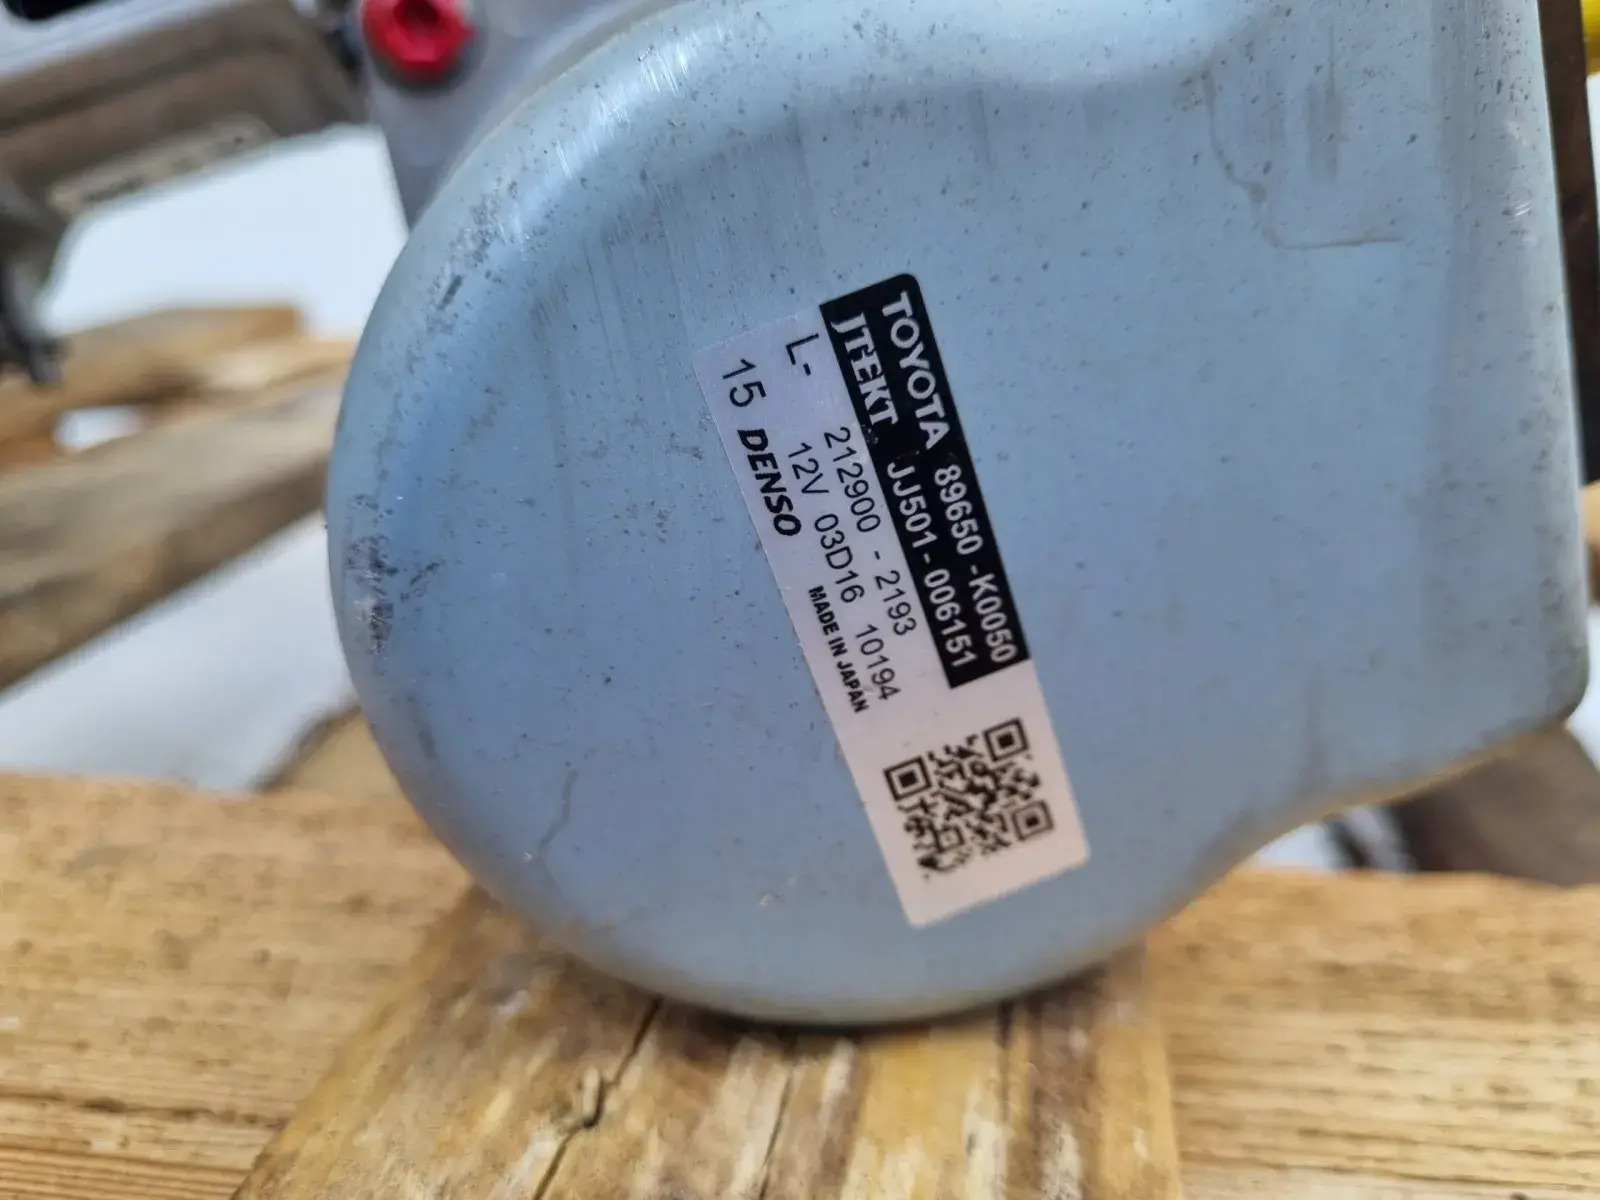 TOYOTA 89650-K0050
JTEKT JJ501-006151
L- 212900-2193
12V 03D16 10194
15 DENSO MADE IN JAPAN